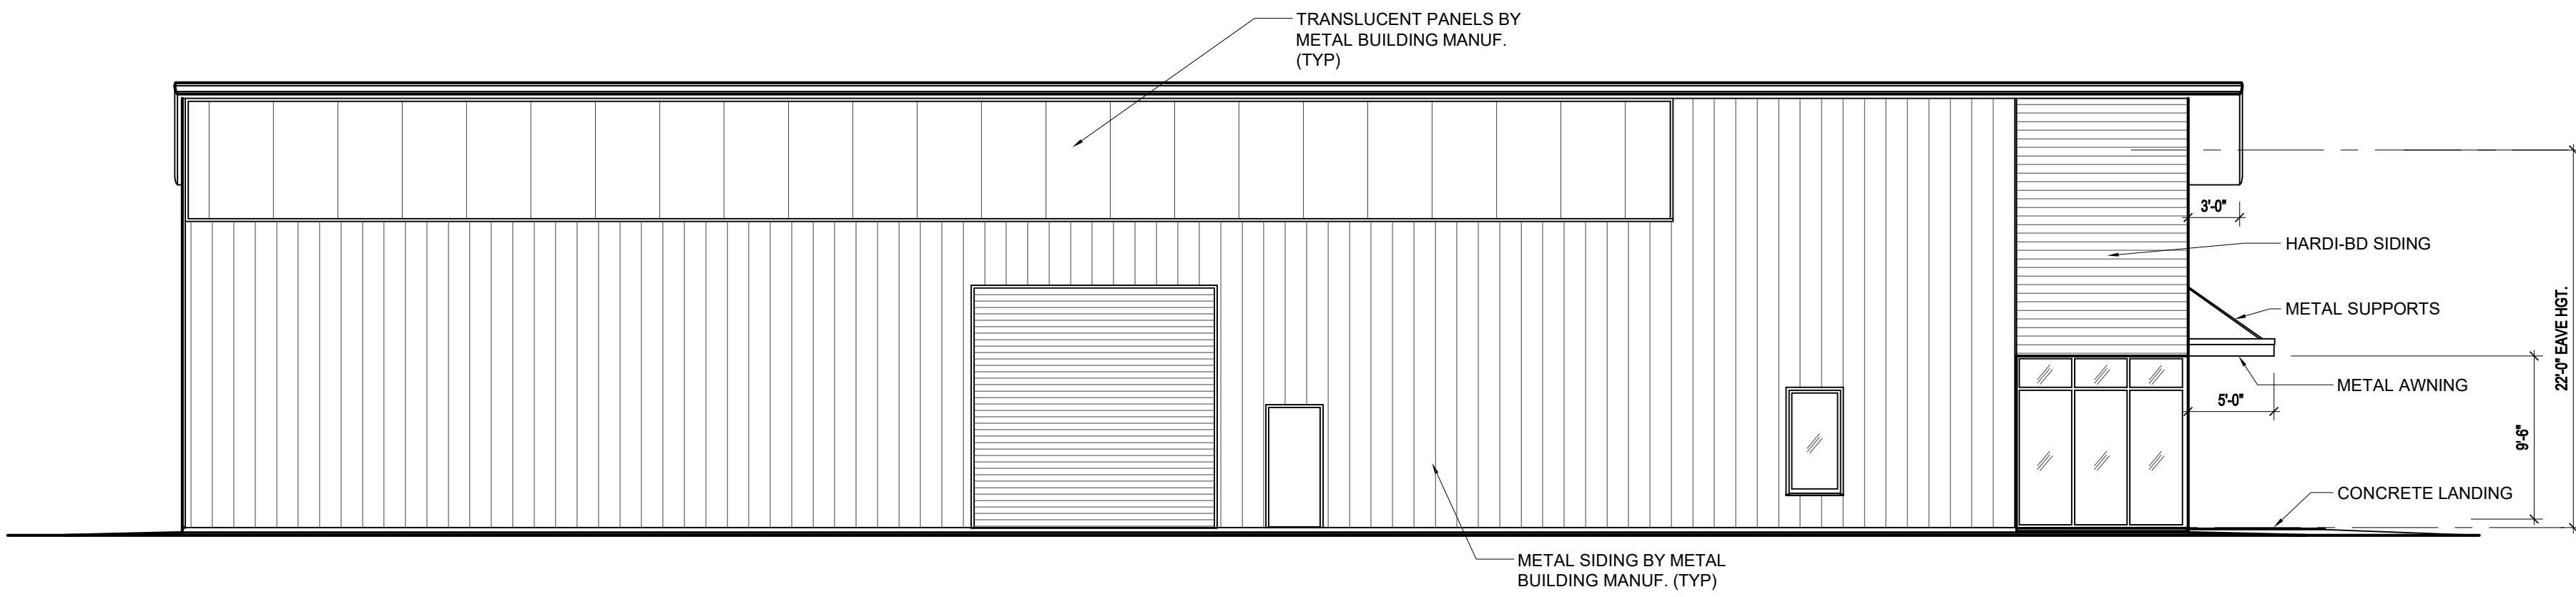 TRANSLUCENT PANELS BY
METAL BUILDING MANUF.
(TYP)
3'-0"
HARDI-BD SIDING
METAL SUPPORTS
22'-0" EAVE HGT.
METAL AWNING
5'-0"
9'-6"
CONCRETE LANDING
METAL SIDING BY METAL
BUILDING MANUF. (TYP)